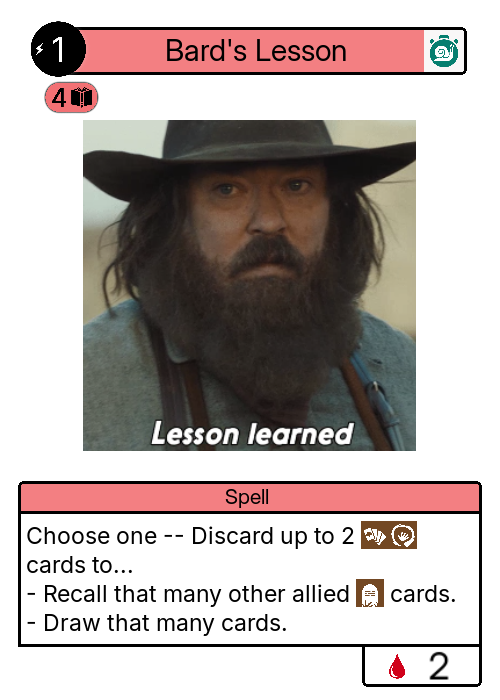 1
Bard's Lesson
4
Lesson learned
Spell
Choose one -- Discard up to 2
cards to...
- Recall that many other allied cards.
- Draw that many cards.
2